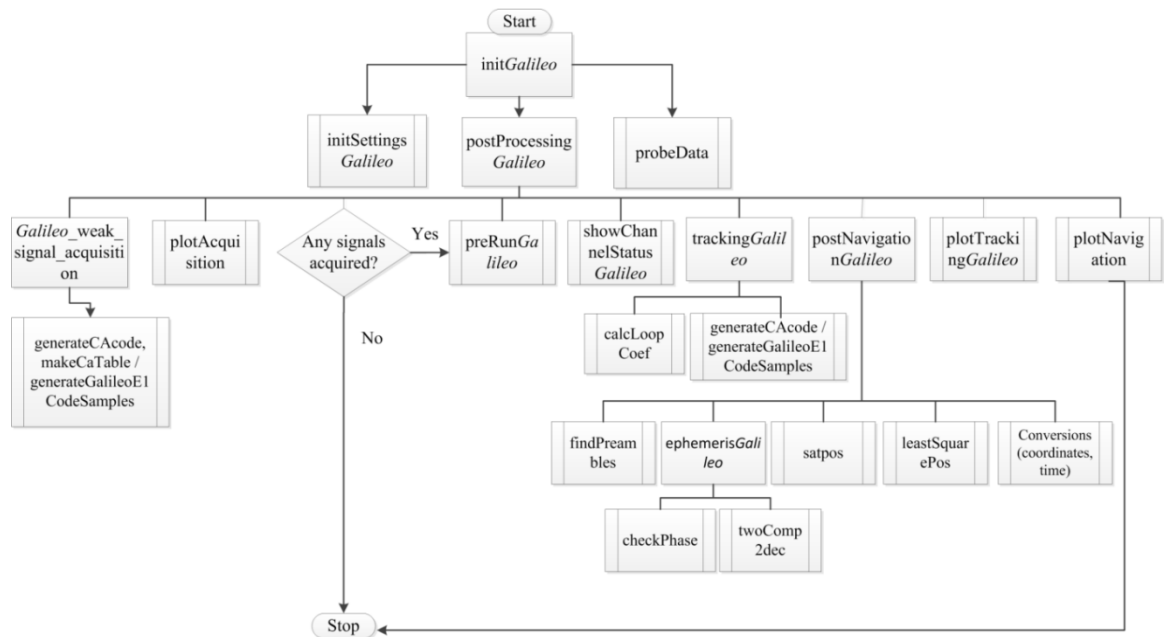 Start
initGalileo
initSettings
Galileo
postProcessing
Galileo
probeData
Galileo_weak_
signal_acquisiti
on
plotAcqui
sition
Any signals
acquired?
Yes
preRunGa
lileo
showChan
nelStatus
Galileo
trackingGalil
eo
postNavigatio
nGalileo
plotTracki
ngGalileo
plotNavig
ation
No
generateCAcode,
makeCaTable /
generateGalileoE1
CodeSamples
calcLoop
Coef
generateCAcode /
generateGalileoE1
CodeSamples
findPream
bles
ephemerisGali
leo
satpos
leastSquar
ePos
Conversions
(coordinates,
time)
checkPhase
twoComp
2dec
Stop